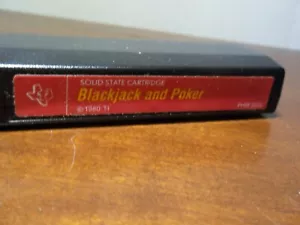 SOLID STATE CARTRIDGE
Blackjack and Poker
©1980 TI